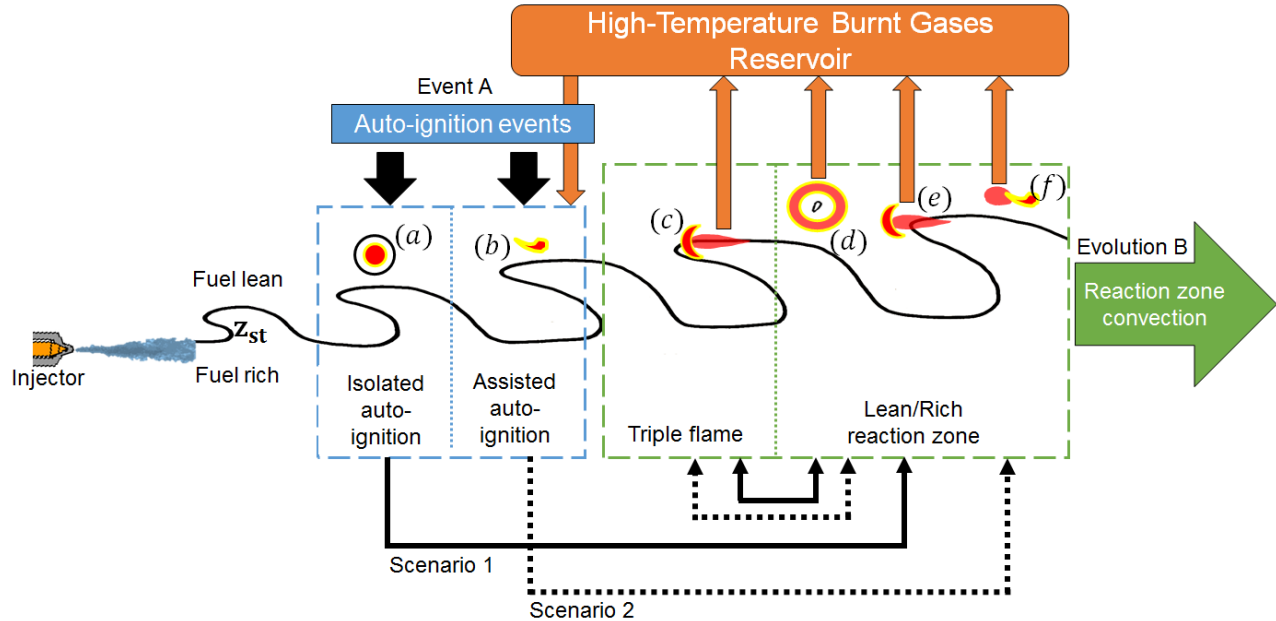 High-Temperature Burnt Gases
Reservoir
Event A
Auto-ignition events
(a)
(b)
(c)
(d)
(e)
(f)
Evolution B
Reaction zone
convection
Fuel lean
Z_st
Fuel rich
Injector
Isolated
auto-
ignition
Assisted
auto-
ignition
Triple flame
Lean/Rich
reaction zone
Scenario 1
Scenario 2